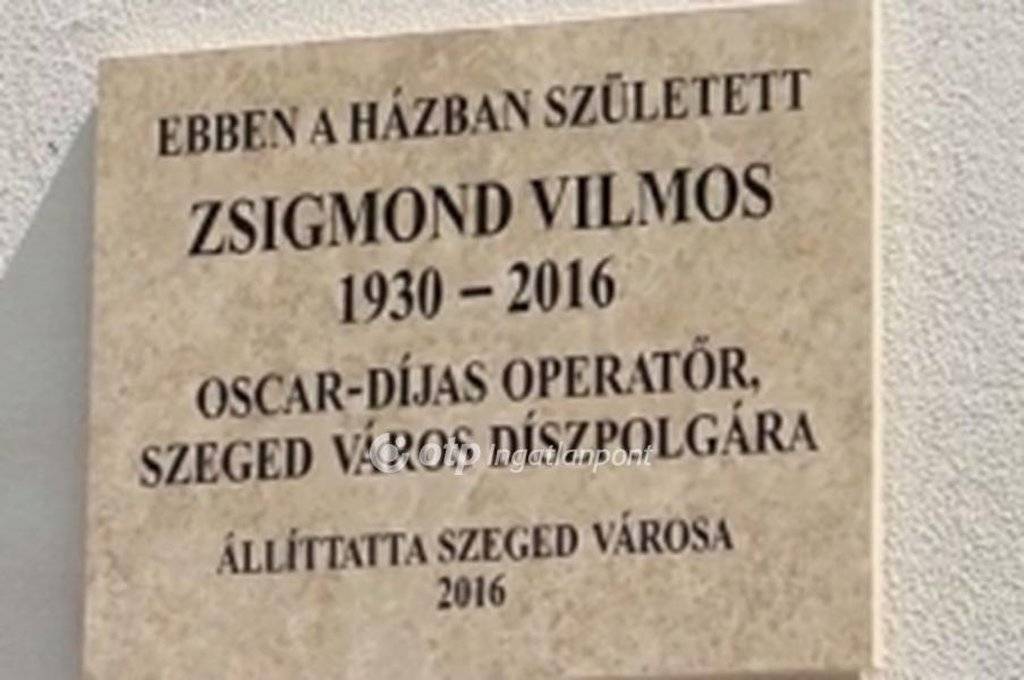 EBBEN A HÁZBAN SZÜLETETT
ZSIGMOND VILMOS
1930 – 2016
OSCAR-DÍJAS OPERATŐR,
SZEGED VÁROS DÍSZPOLGÁRA
otp Ingatlanpont
ÁLLÍTTATTA SZEGED VÁROSA
2016